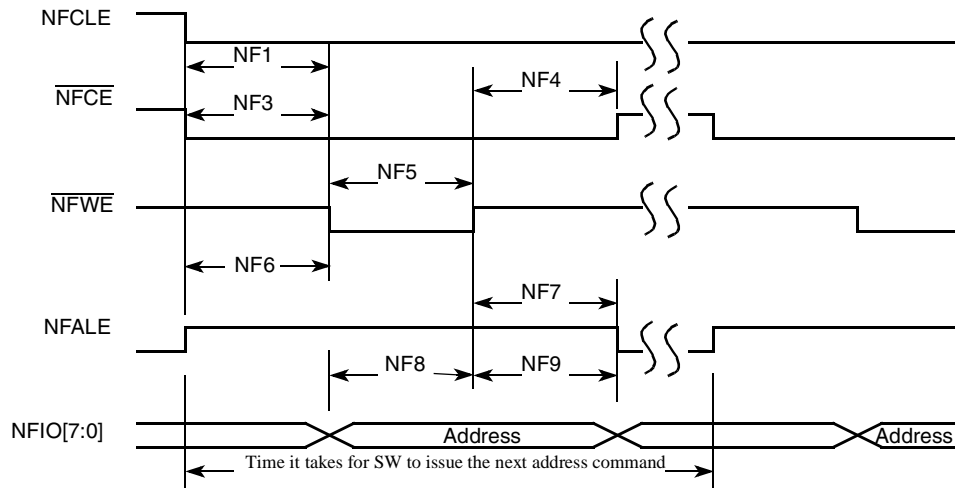 NFCLE
NF1
NF4
NFCE
NF3
NF5
NFWE
NF6
NF7
NFALE
NF8
NF9
NFIO[7:0]
Address
Address
Time it takes for SW to issue the next address command